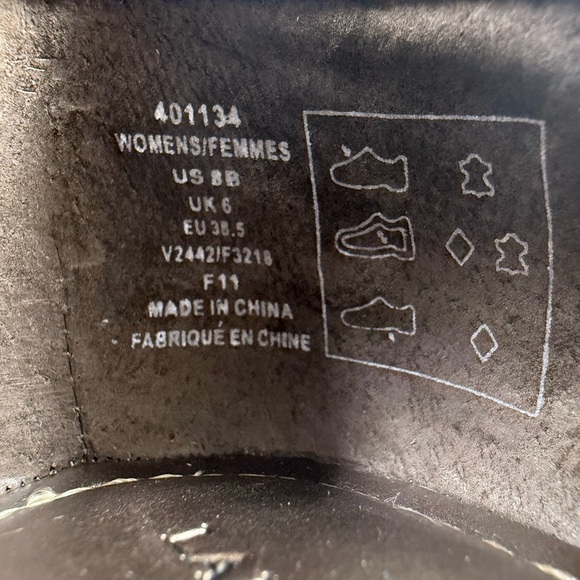 401134
WOMENS/FEMMES
US 8B
UK 6
EU 38.5
V2442/F3218
F11
MADE IN CHINA
FABRIQUÉ EN CHINE